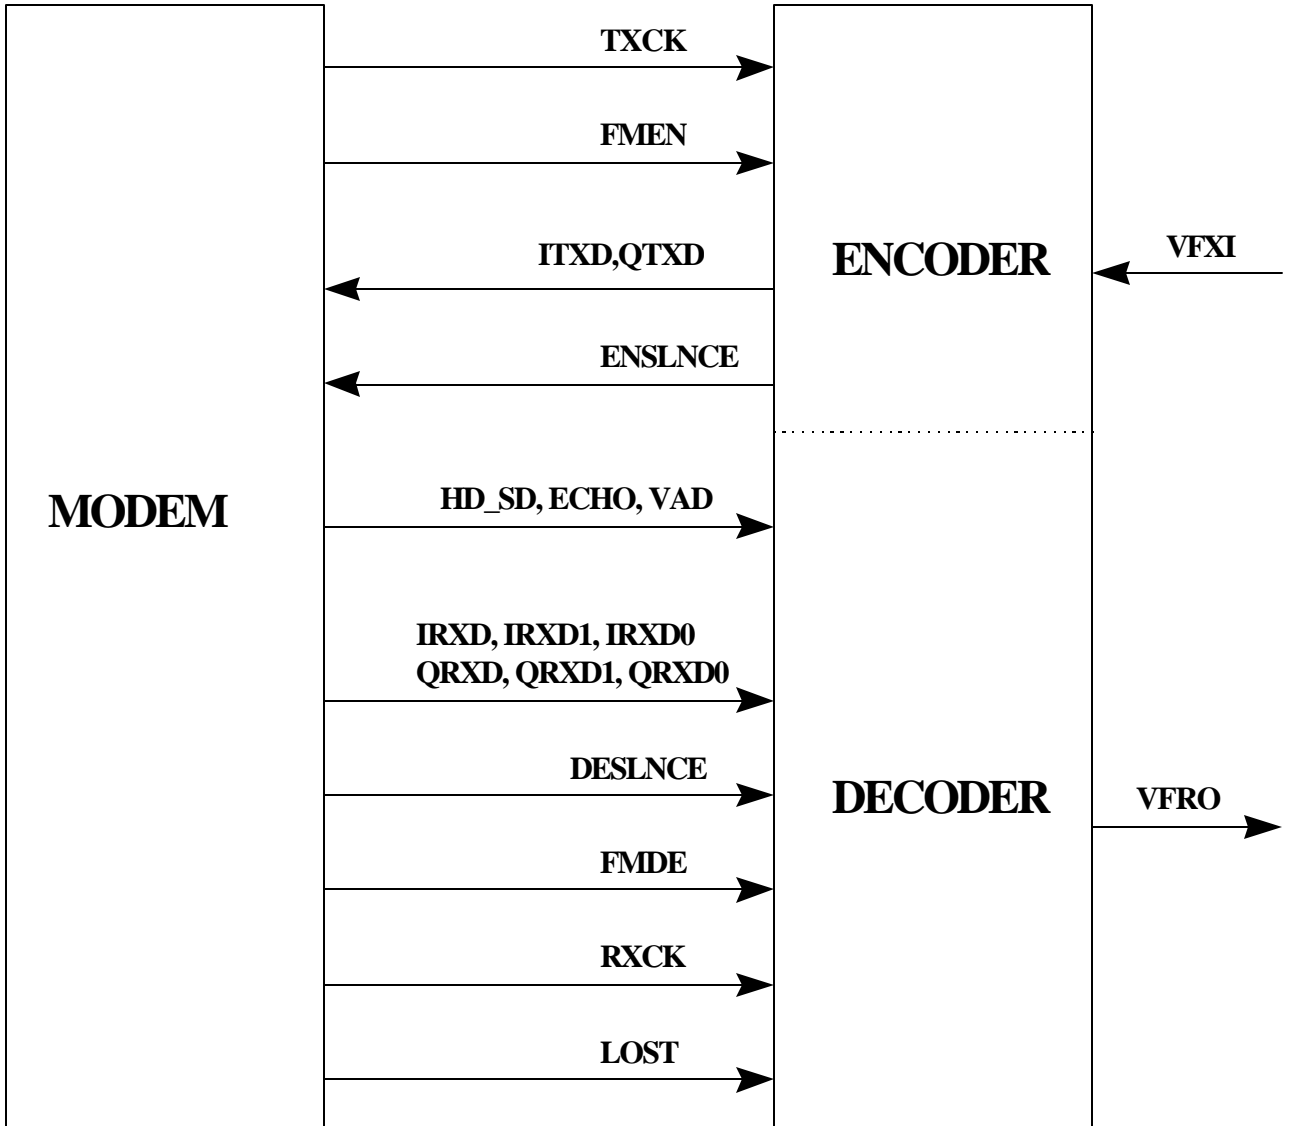 TXCK
FMEN
ITXD,QTXD
ENCODER
VFXI
ENSLNCE
MODEM
HD_SD, ECHO, VAD
IRXD, IRXD1, IRXD0
QRXD, QRXD1, QRXD0
DESLNCE
DECODER
VFRO
FMDE
RXCK
LOST